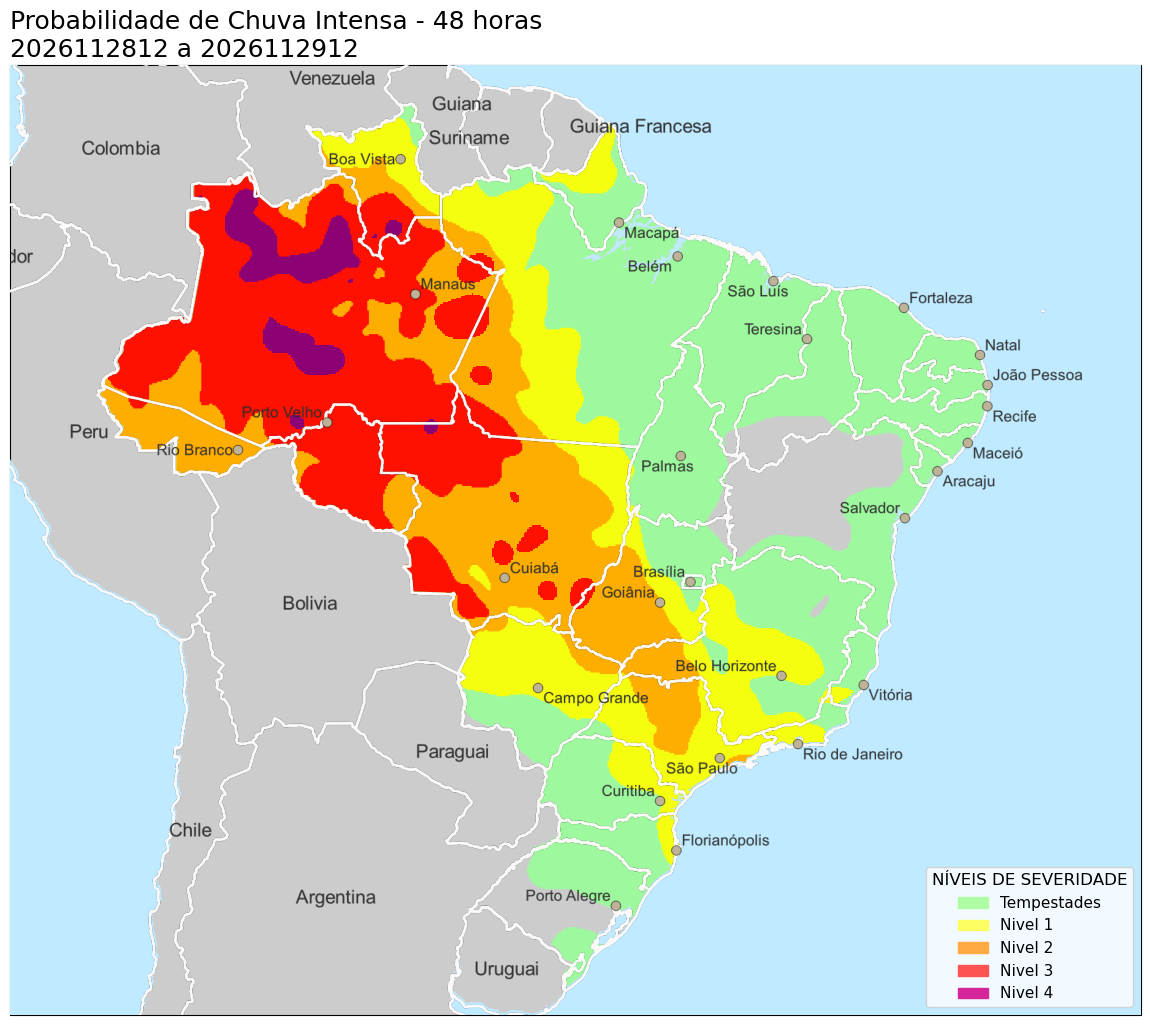 Probabilidade de Chuva Intensa - 48 horas
2026112812 a 2026112912
Venezuela
Guiana
Guiana Francesa
Suriname
Colombia
Boa Vista
Macapá
dor
Belém
Manaus
São Luís
Fortaleza
Teresina
Natal
João Pessoa
Porto Velho
Recife
Peru
Rio Branco
Maceió
Palmas
Aracaju
Salvador
Cuiabá
Brasília
Goiânia
Bolivia
Belo Horizonte
Vitória
Campo Grande
Paraguai
Rio de Janeiro
São Paulo
Curitiba
Chile
Florianópolis
Argentina
Porto Alegre
Uruguai
NÍVEIS DE SEVERIDADE
Tempestades
Nivel 1
Nivel 2
Nivel 3
Nivel 4